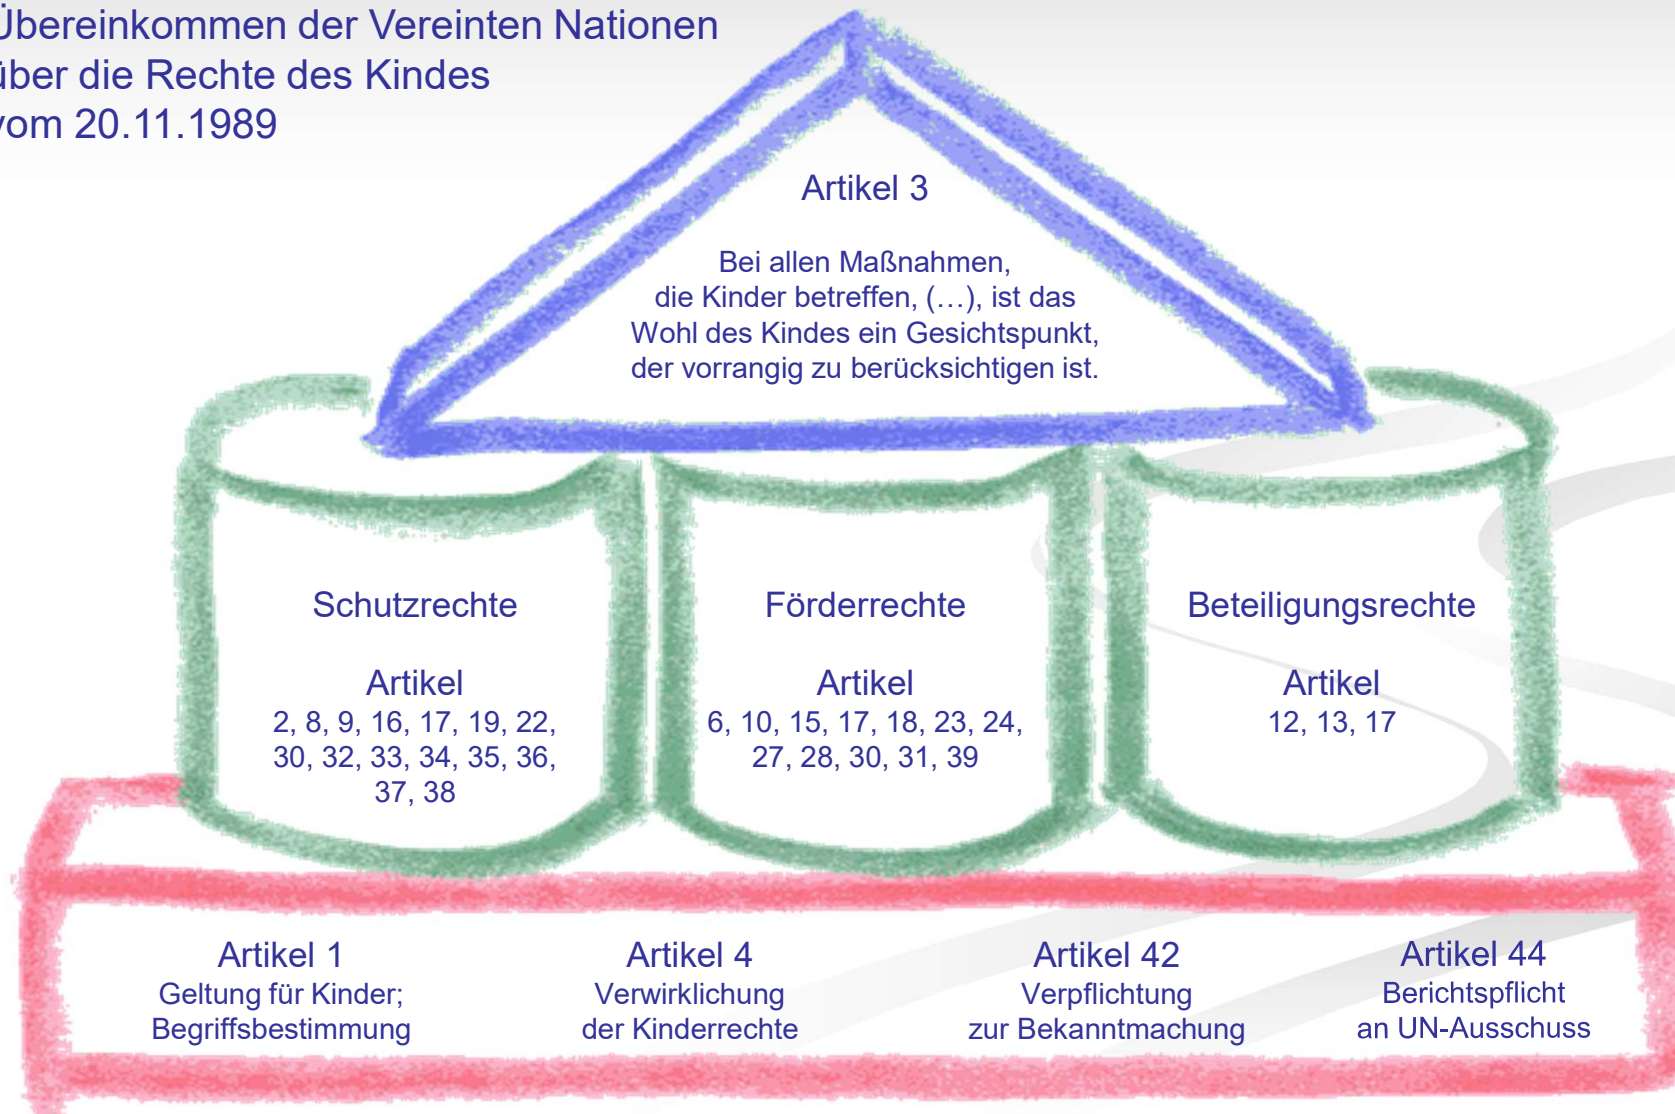 Übereinkommen der Vereinten Nationen
über die Rechte des Kindes
vom 20.11.1989
Artikel 3
Bei allen Maßnahmen,
die Kinder betreffen, (…), ist das
Wohl des Kindes ein Gesichtspunkt,
der vorrangig zu berücksichtigen ist.
Schutzrechte
Artikel
2, 8, 9, 16, 17, 19, 22,
30, 32, 33, 34, 35, 36,
37, 38
Förderrechte
Artikel
6, 10, 15, 17, 18, 23, 24,
27, 28, 30, 31, 39
Beteiligungsrechte
Artikel
12, 13, 17
Artikel 1
Geltung für Kinder;
Begriffsbestimmung
Artikel 4
Verwirklichung
der Kinderrechte
Artikel 42
Verpflichtung
zur Bekanntmachung
Artikel 44
Berichtspflicht
an UN-Ausschuss